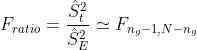 F_{ratio} = \frac{\hat{S}_t^2}{\hat{S}_E^2} \simeq F_{n_g-1,N-n_g}